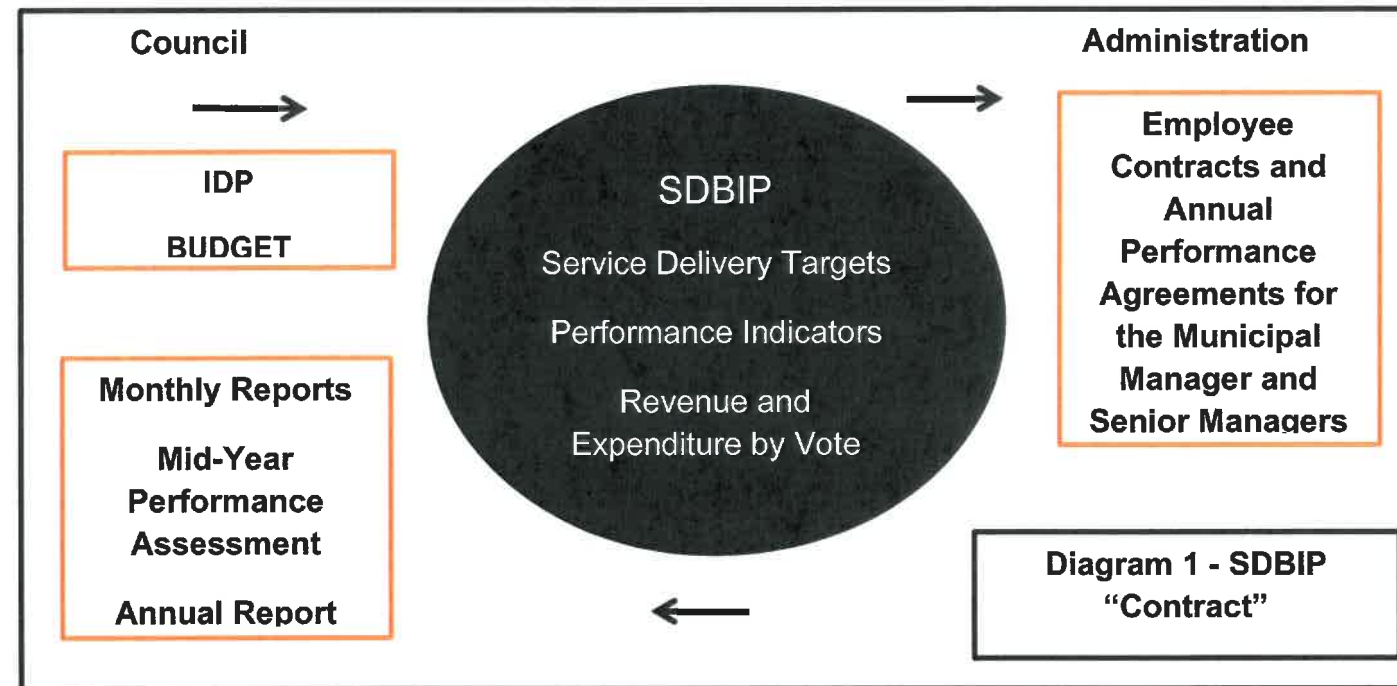 Council
IDP
BUDGET
Monthly Reports
Mid-Year
Performance
Assessment
Annual Report
SDBIP
Service Delivery Targets
Performance Indicators
Revenue and
Expenditure by Vote
Administration
Employee
Contracts and
Annual
Performance
Agreements for
the Municipal
Manager and
Senior Managers
Diagram 1 - SDBIP
“Contract”